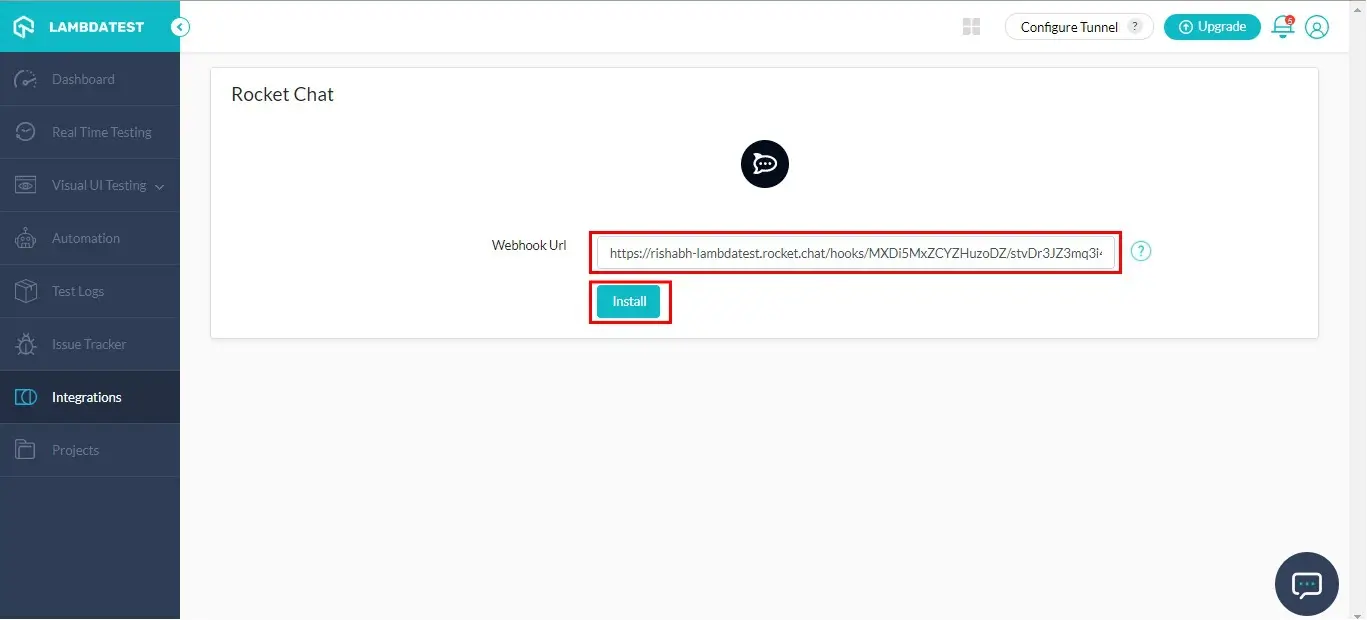 LAMBDATEST
Configure Tunnel ?
Upgrade
6
Dashboard
Real Time Testing
Visual UI Testing
Automation
Test Logs
Issue Tracker
Integrations
Projects
Rocket Chat
Webhook Url
https://rishabh-lambdatest.rocket.chat/hooks/MXDi5MxZCYZHuzoDZ/stvDr3JZ3mq3i
?
Install